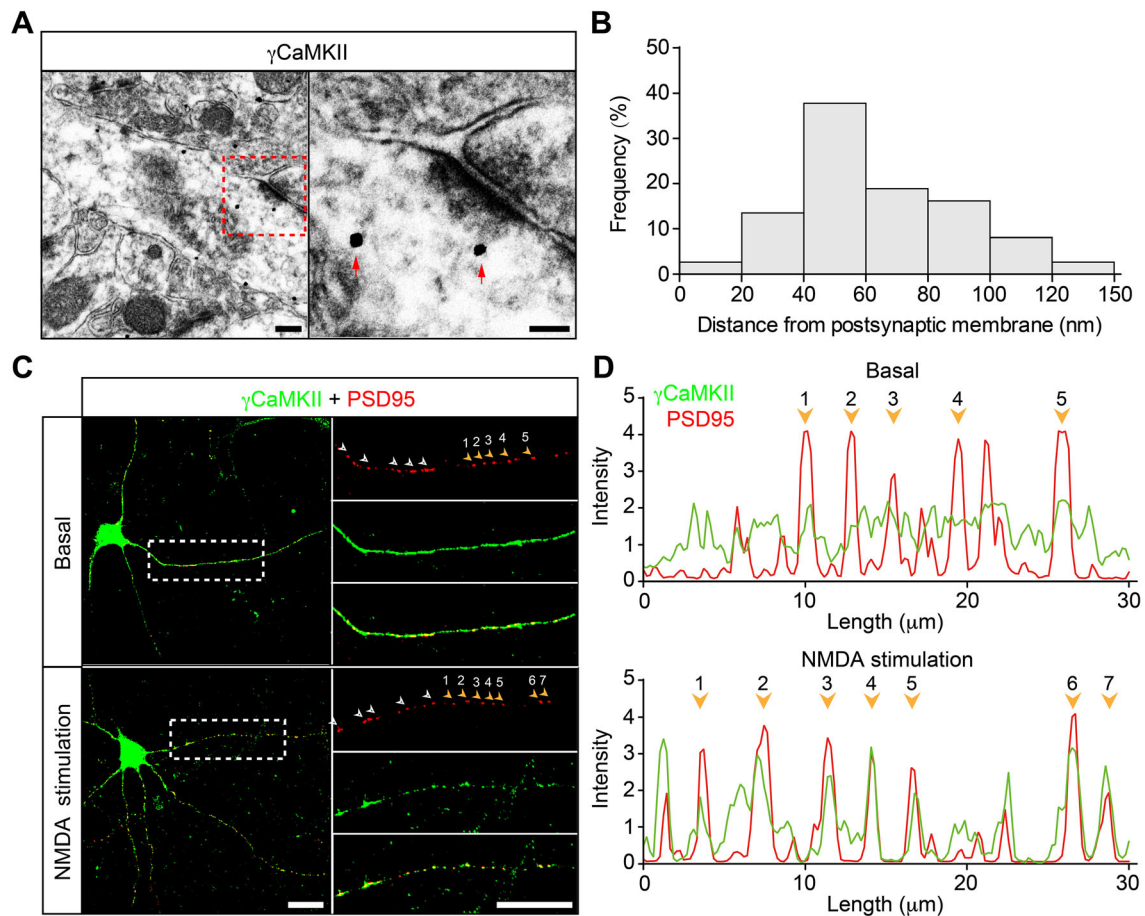 A
γCaMKII
B
Frequency (%)
50
40
30
20
10
0
0 20 40 60 80 100 120 150
Distance from postsynaptic membrane (nm)
C
γCaMKII + PSD95
Basal
1 2 3 4 5
NMDA stimulation
1 2 3 4 5 6 7
D
Basal
γCaMKII
PSD95
1 2 3 4 5
Intensity
5
4
3
2
1
0
0 10 20 30
Length (μm)
NMDA stimulation
1 2 3 4 5 6 7
Intensity
5
4
3
2
1
0
0 10 20 30
Length (μm)